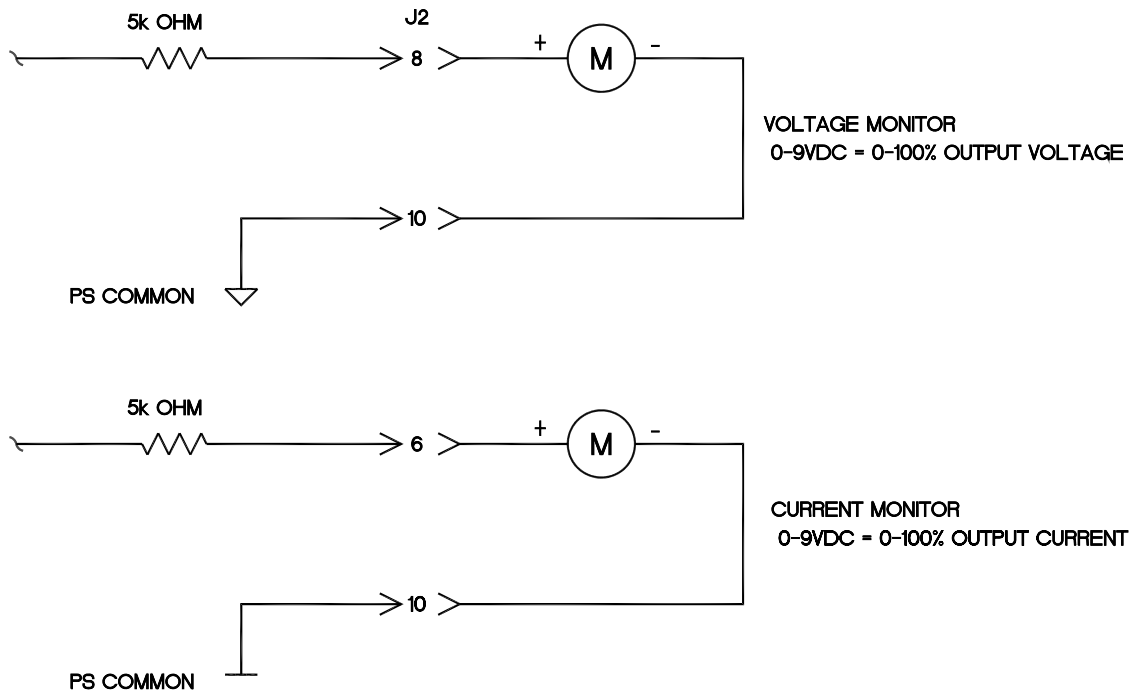 5k OHM
J2
8
+
M
-
VOLTAGE MONITOR
0-9VDC = 0-100% OUTPUT VOLTAGE
10
PS COMMON
5k OHM
6
+
M
-
CURRENT MONITOR
0-9VDC = 0-100% OUTPUT CURRENT
10
PS COMMON